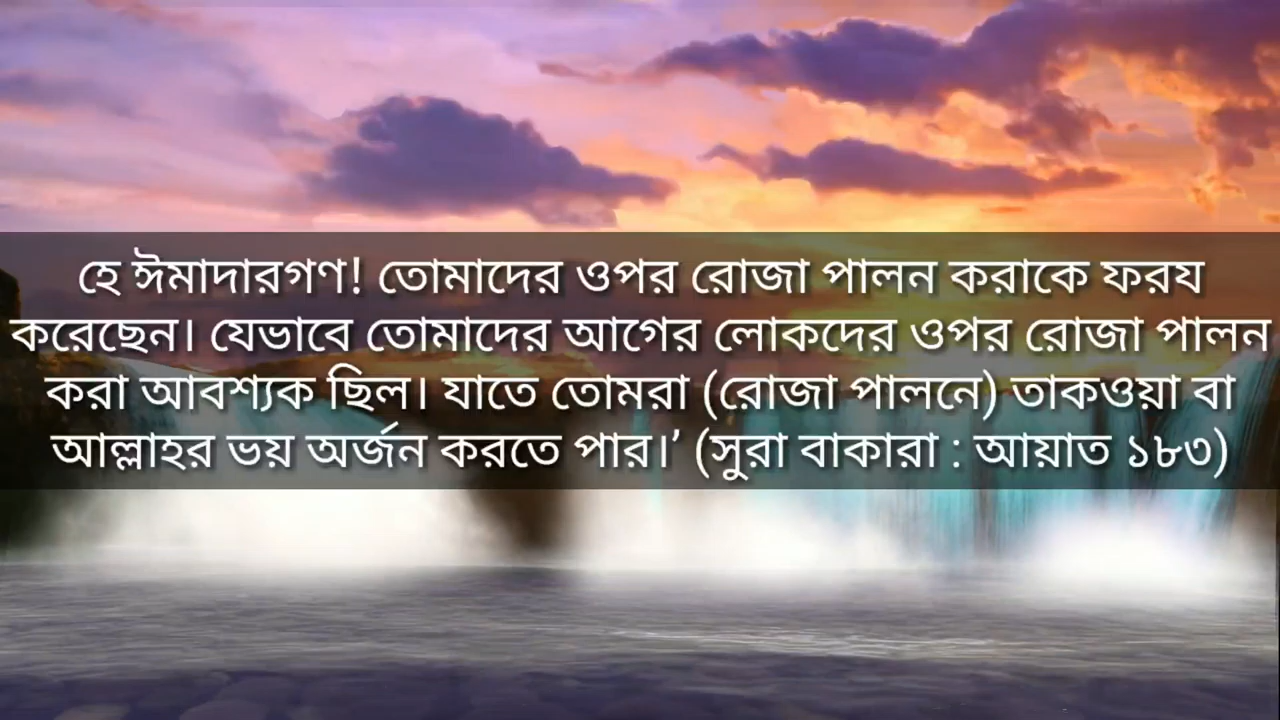 হে ঈমাদারগণ! তোমাদের ওপর রোজা পালন করাকে ফরয
করেছেন। যেভাবে তোমাদের আগের লোকদের ওপর রোজা পালন
করা আবশ্যক ছিল। যাতে তোমরা (রোজা পালনে) তাকওয়া বা
আল্লাহর ভয় অর্জন করতে পার।’ (সুরা বাকারা : আয়াত ১৮৩)